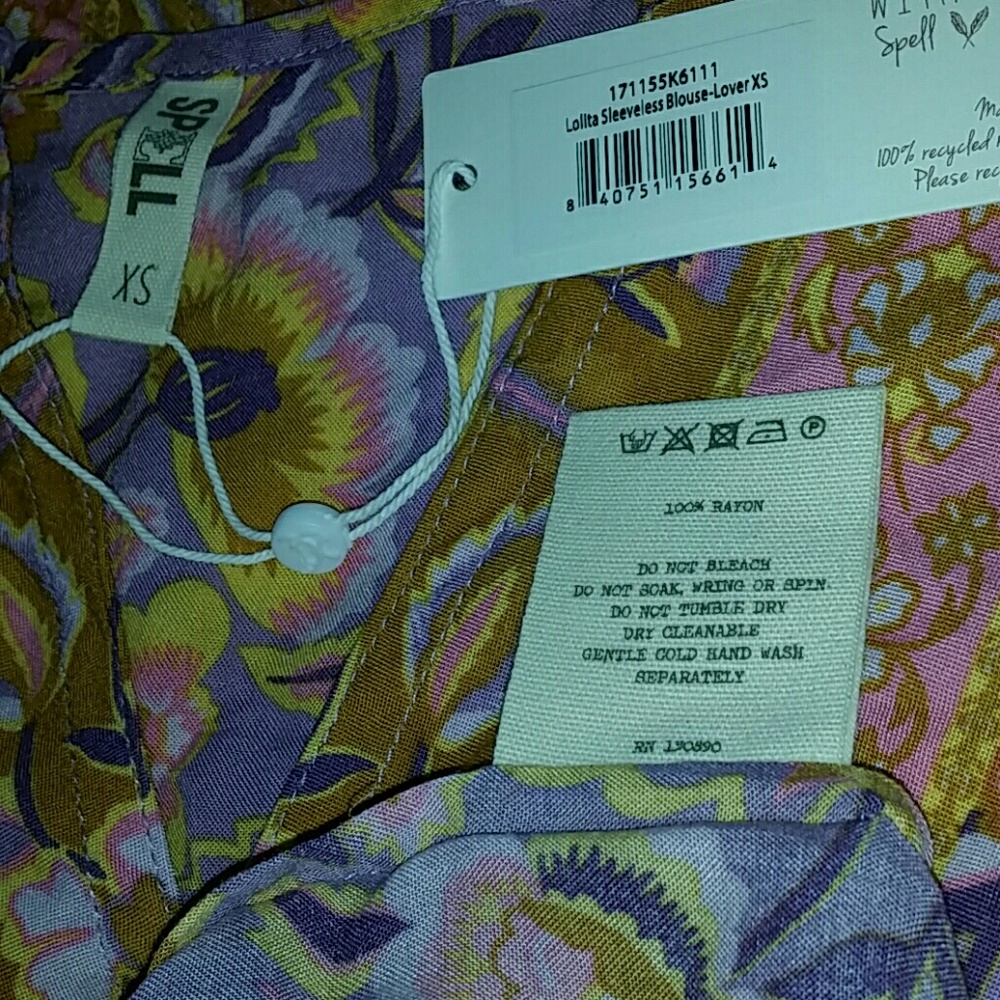 SPELL
XS
171155K6111
Lolita Sleeveless Blouse-Lover XS
8 40751 15661 4
Spell
100% recycled
Please rec
100% RAYON
DO NOT BLEACH
DO NOT SOAK, WRING OR SPIN.
DO NOT TUMBLE DRY
DRY CLEANABLE
GENTLE COLD HAND WASH
SEPARATELY
RN 130890